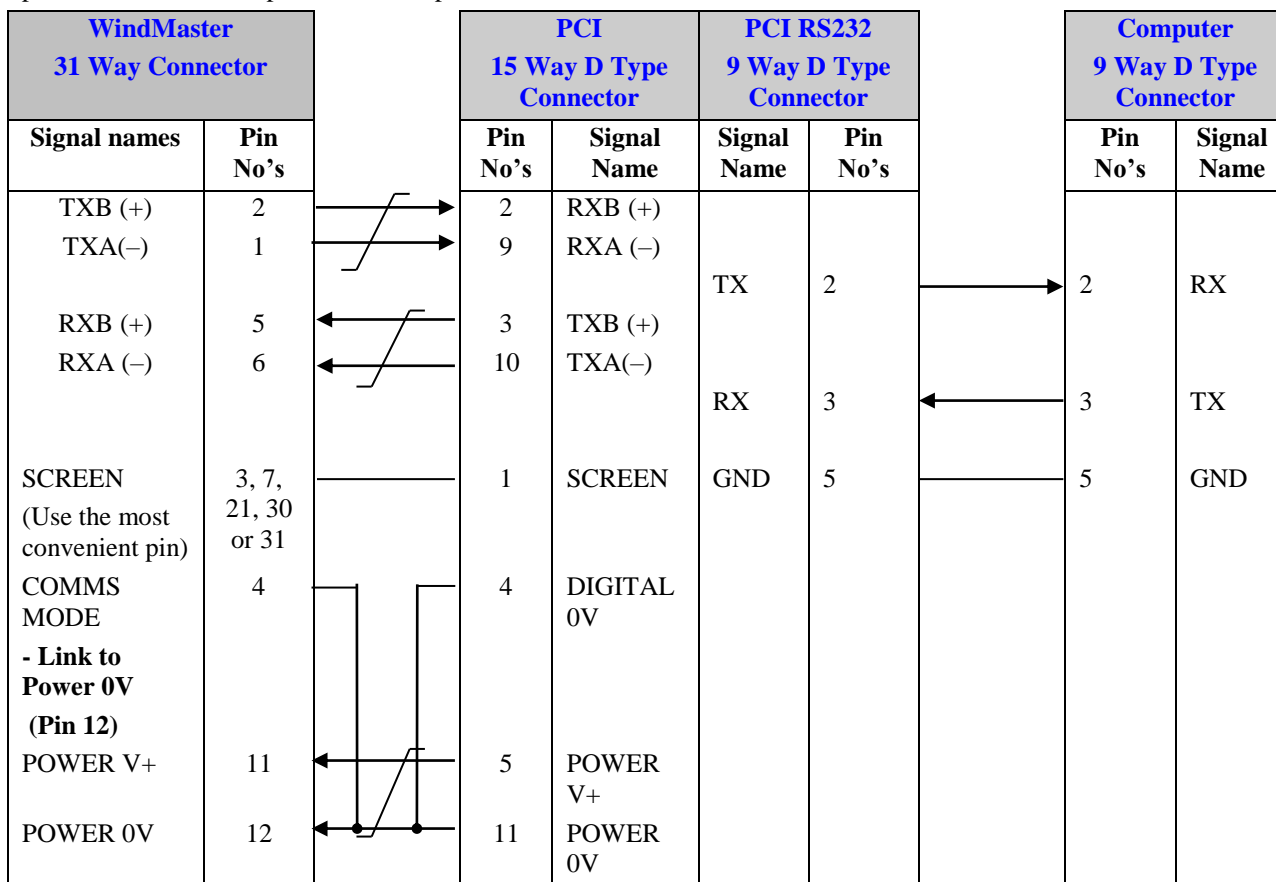 WindMaster PCI PCI RS232 Computer
31 Way Connector 15 Way D Type 9 Way D Type 9 Way D Type
Connector Connector Connector
Signal names Pin Pin Signal Signal Pin Pin Signal
No’s No’s Name Name No’s No’s Name
TXB (+) 2 2 RXB (+)
TXA(–) 1 9 RXA (–)
TX 2 2 RX
RXB (+) 5 3 TXB (+)
RXA (–) 6 10 TXA(–)
RX 3 3 TX
SCREEN 3, 7, 1 SCREEN GND 5 5 GND
(Use the most 21, 30
convenient pin) or 31
COMMS 4 4 DIGITAL
MODE 0V
- Link to
Power 0V
(Pin 12)
POWER V+ 11 5 POWER
V+
POWER 0V 12 11 POWER
0V